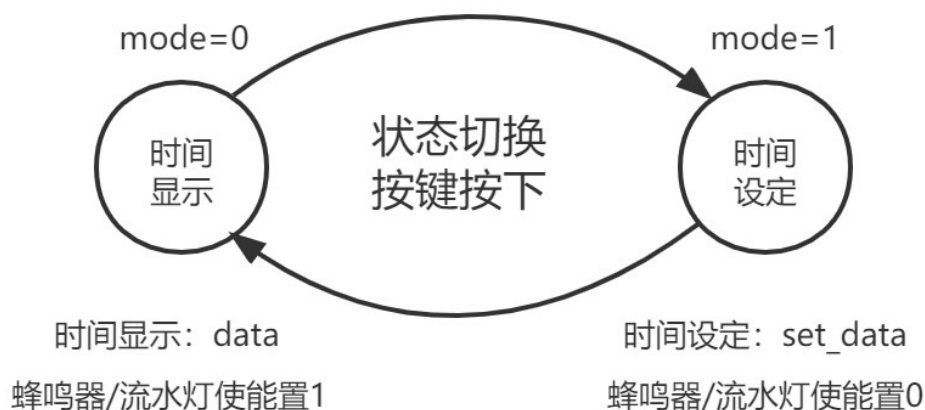 mode=0
mode=1
时间
显示
状态切换
按键按下
时间
设定
时间显示：data
时间设定：set_data
蜂鸣器/流水灯使能置1
蜂鸣器/流水灯使能置0